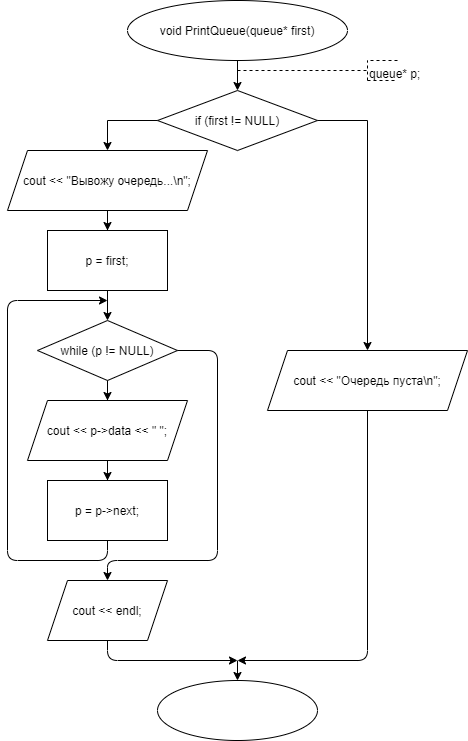 void PrintQueue(queue* first)
queue* p;
if (first != NULL)
cout << "Вывожу очередь...\n";
p = first;
while (p != NULL)
cout << "Очередь пуста\n";
cout << p->data << " ";
p = p->next;
cout << endl;